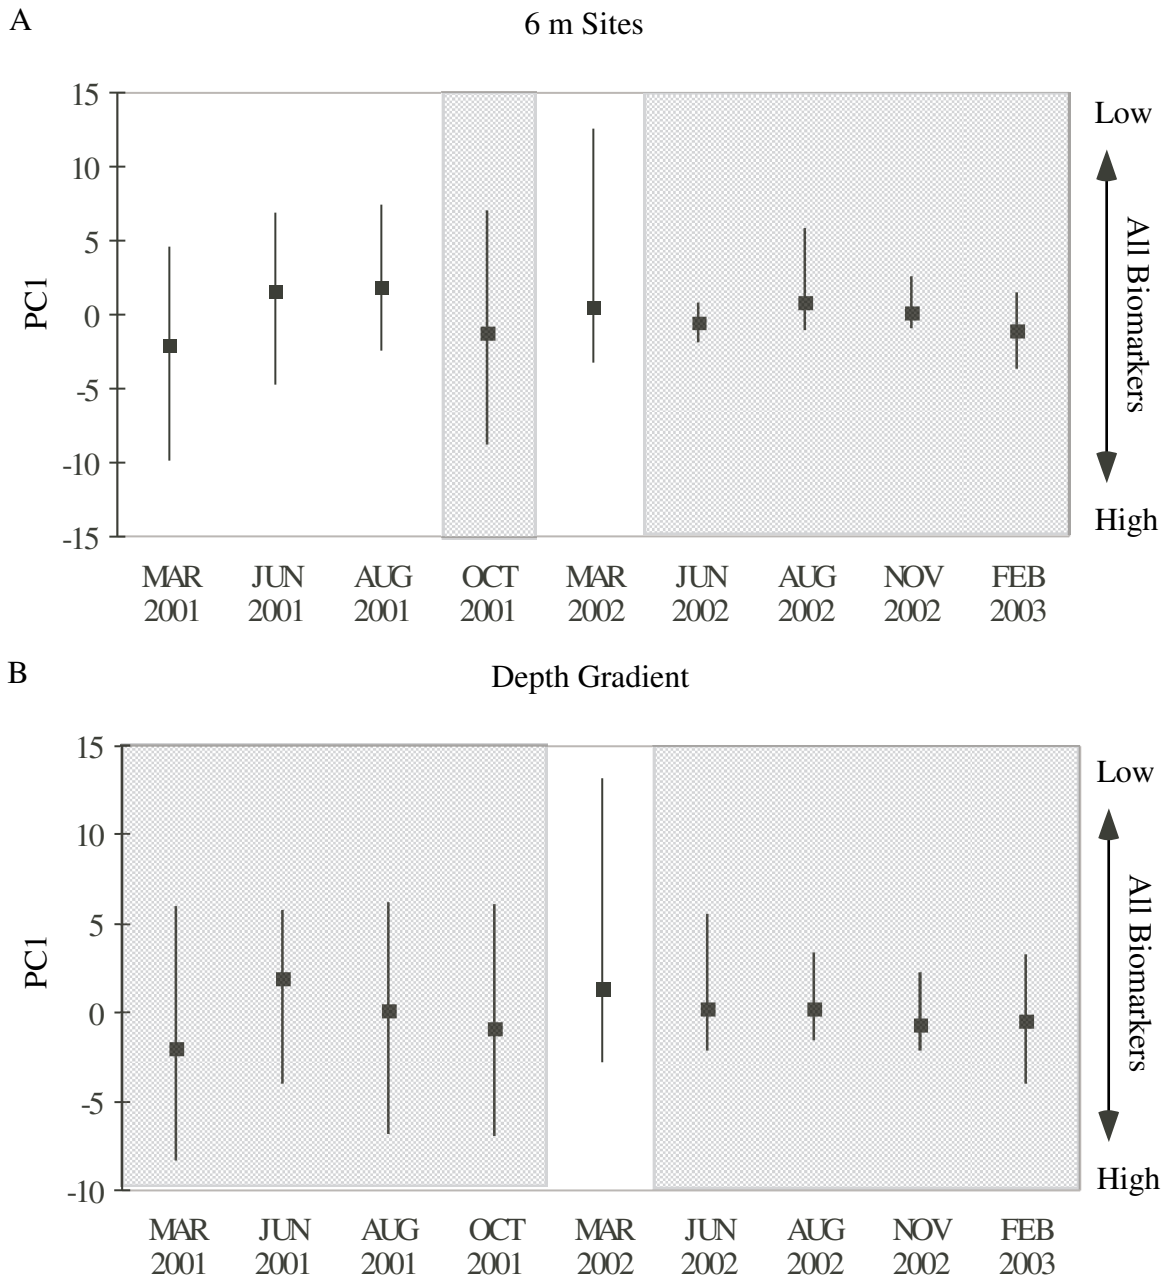 A
6 m Sites
15
10
5
0
-5
-10
-15
PC1
Low
All Biomarkers
High
MAR JUN AUG OCT MAR JUN AUG NOV FEB
2001 2001 2001 2001 2002 2002 2002 2002 2003
B
Depth Gradient
15
10
5
0
-5
-10
PC1
Low
All Biomarkers
High
MAR JUN AUG OCT MAR JUN AUG NOV FEB
2001 2001 2001 2001 2002 2002 2002 2002 2003